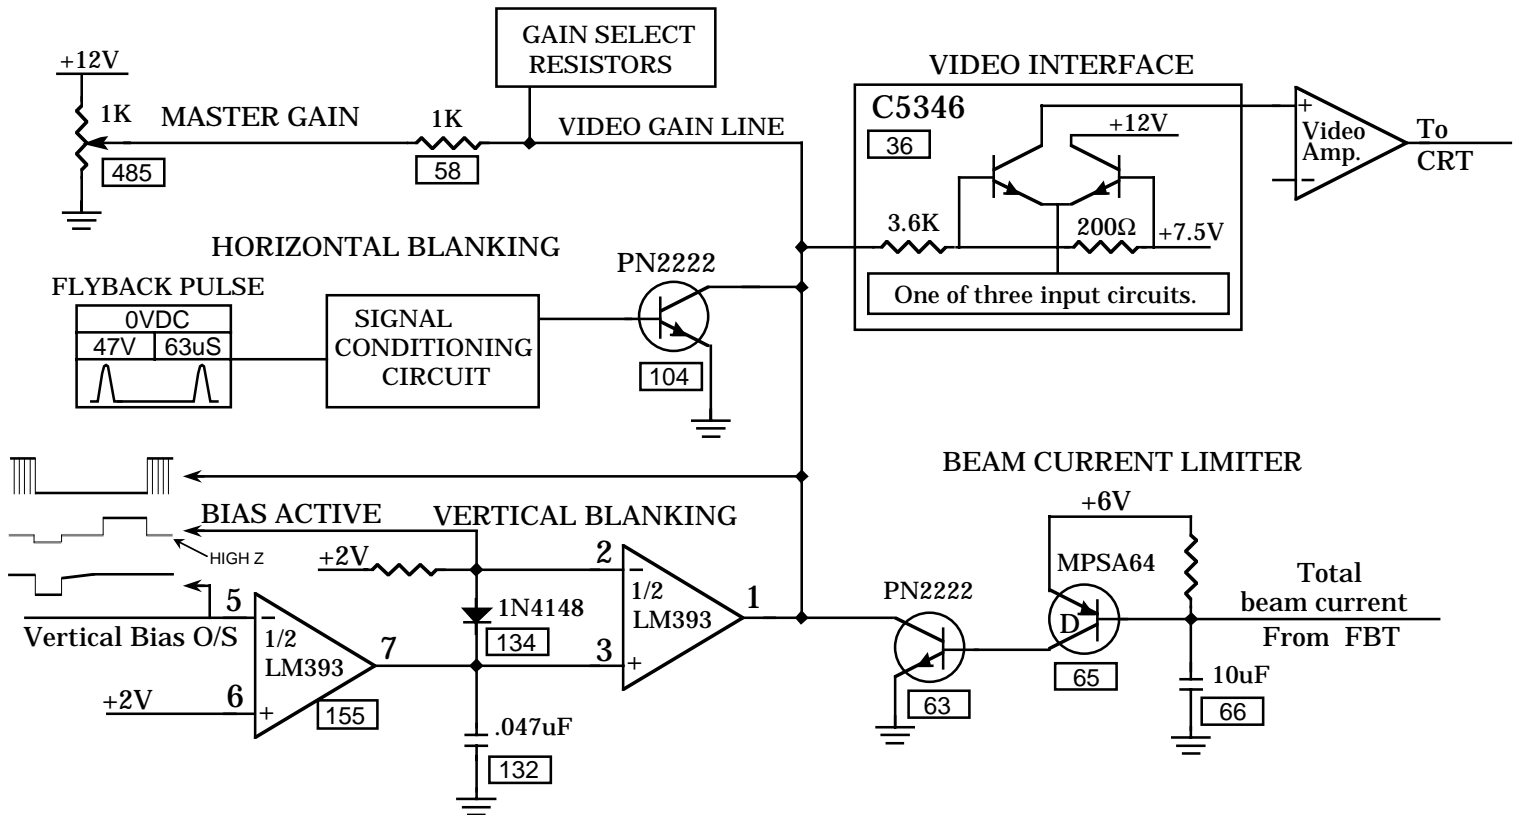 GAIN SELECT
RESISTORS
+12V
1K
MASTER GAIN
485
1K
58
VIDEO GAIN LINE
VIDEO INTERFACE
C5346
36
+12V
3.6K
200Ω
+7.5V
One of three input circuits.
+
Video
Amp.
−
To
CRT
HORIZONTAL BLANKING
FLYBACK PULSE
0VDC
47V
63uS
SIGNAL
CONDITIONING
CIRCUIT
PN2222
104
BIAS ACTIVE
HIGH Z
VERTICAL BLANKING
+2V
2
−
1/2
LM393
1
3
+
1N4148
134
5
−
Vertical Bias O/S
1/2
LM393
7
6
+
+2V
155
.047uF
132
BEAM CURRENT LIMITER
+6V
MPSA64
D
65
PN2222
63
Total
beam current
From FBT
10uF
66